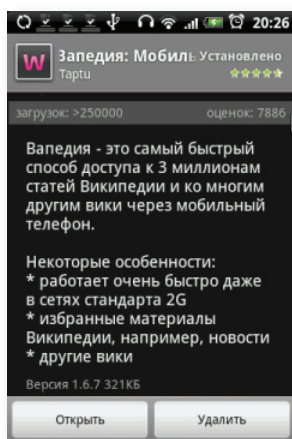 20:26
Вапедия: Мобиль Установлено
Taptu
загрузок: >250000 оценок: 7886
Вапедия - это самый быстрый
способ доступа к 3 миллионам
статей Википедии и ко многим
другим вики через мобильный
телефон.
Некоторые особенности:
* работает очень быстро даже
в сетях стандарта 2G
* избранные материалы
Википедии, например, новости
* другие вики
Версия 1.6.7 321КБ
Открыть Удалить